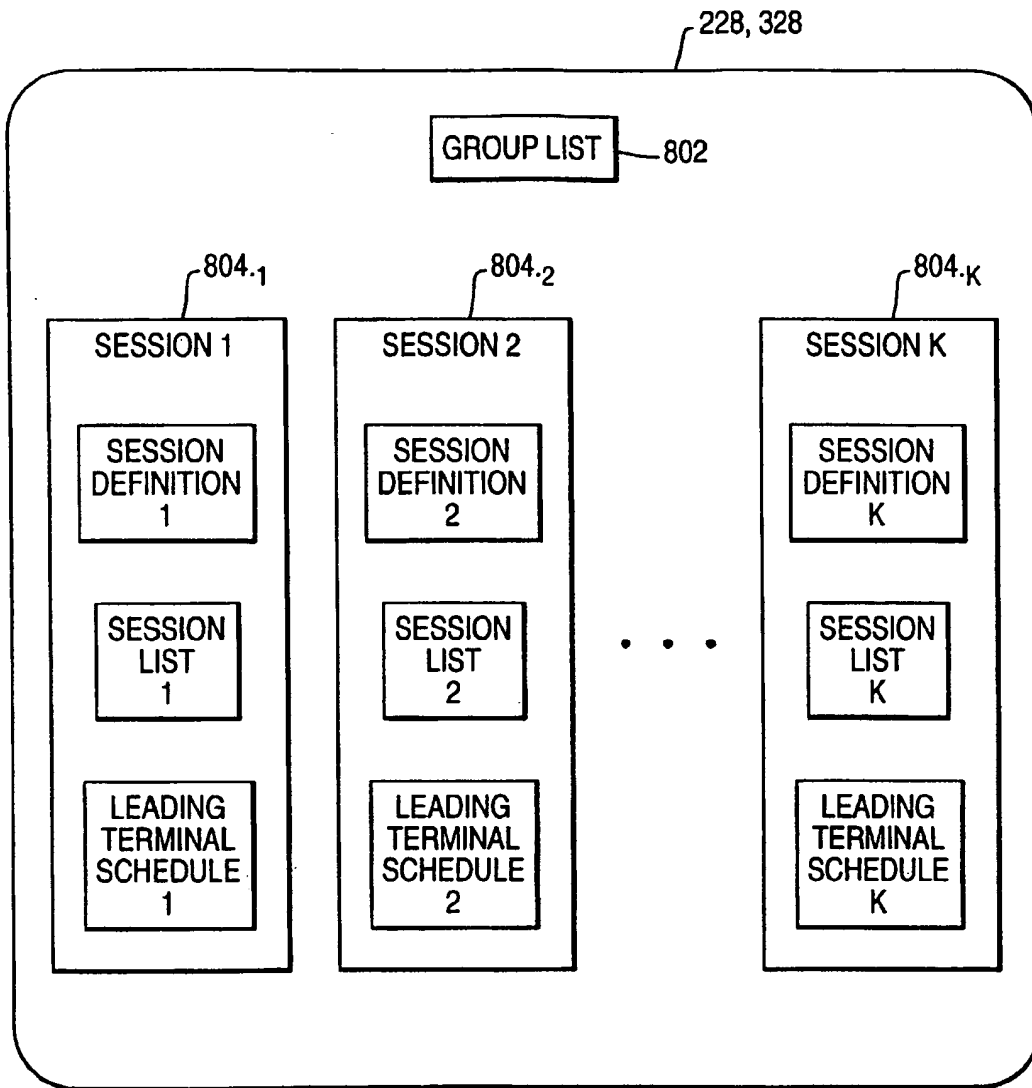 228, 328
GROUP LIST
802
804.1
804.2
804.K
SESSION 1
SESSION 2
SESSION K
SESSION
DEFINITION
1
SESSION
DEFINITION
2
SESSION
DEFINITION
K
SESSION
LIST
1
SESSION
LIST
2
. . .
SESSION
LIST
K
LEADING
TERMINAL
SCHEDULE
1
LEADING
TERMINAL
SCHEDULE
2
LEADING
TERMINAL
SCHEDULE
K